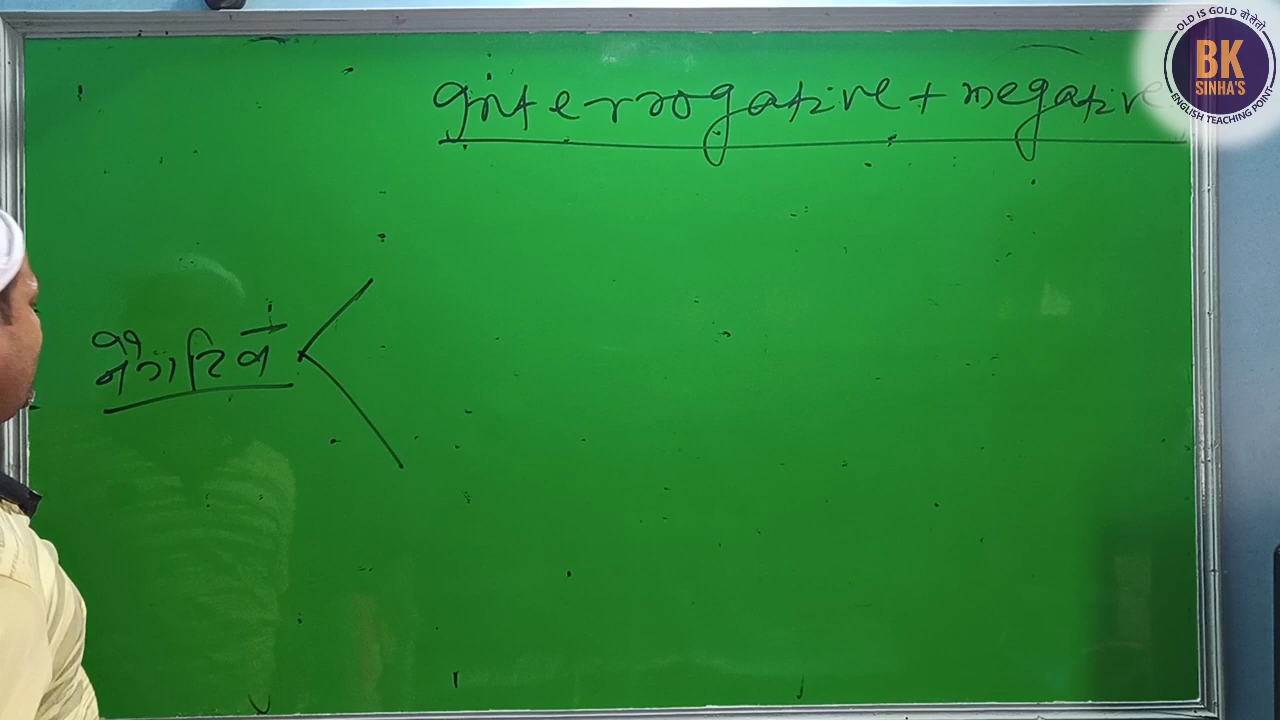 Interrogative + negative
नेगेटिव
OLD IS GOLD बोलेतो
BK
SINHA'S
ENGLISH TEACHING POINT